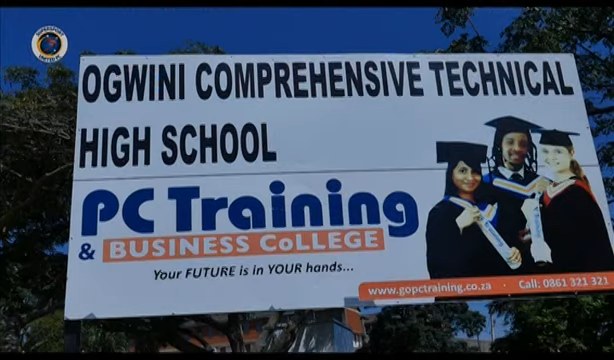 OGWINI COMPREHENSIVE TECHNICAL
HIGH SCHOOL
PC Training
& BUSINESS CoLLEGE
Your FUTURE is in YOUR hands...
www.gopctraining.co.za · Call: 0861 321 321